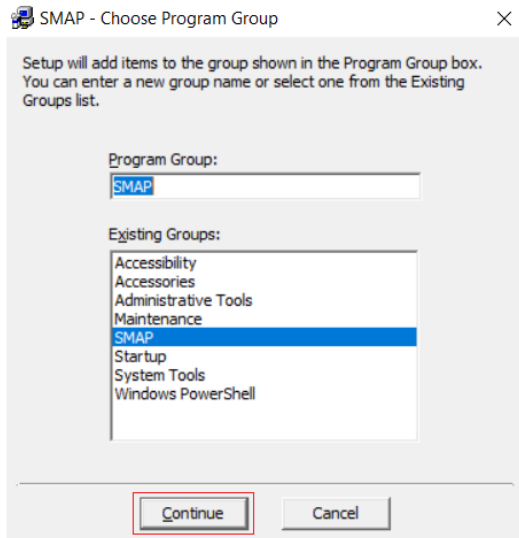 SMAP - Choose Program Group
Setup will add items to the group shown in the Program Group box.
You can enter a new group name or select one from the Existing
Groups list.
Program Group:
SMAP
Existing Groups:
Accessibility
Accessories
Administrative Tools
Maintenance
SMAP
Startup
System Tools
Windows PowerShell
Continue
Cancel